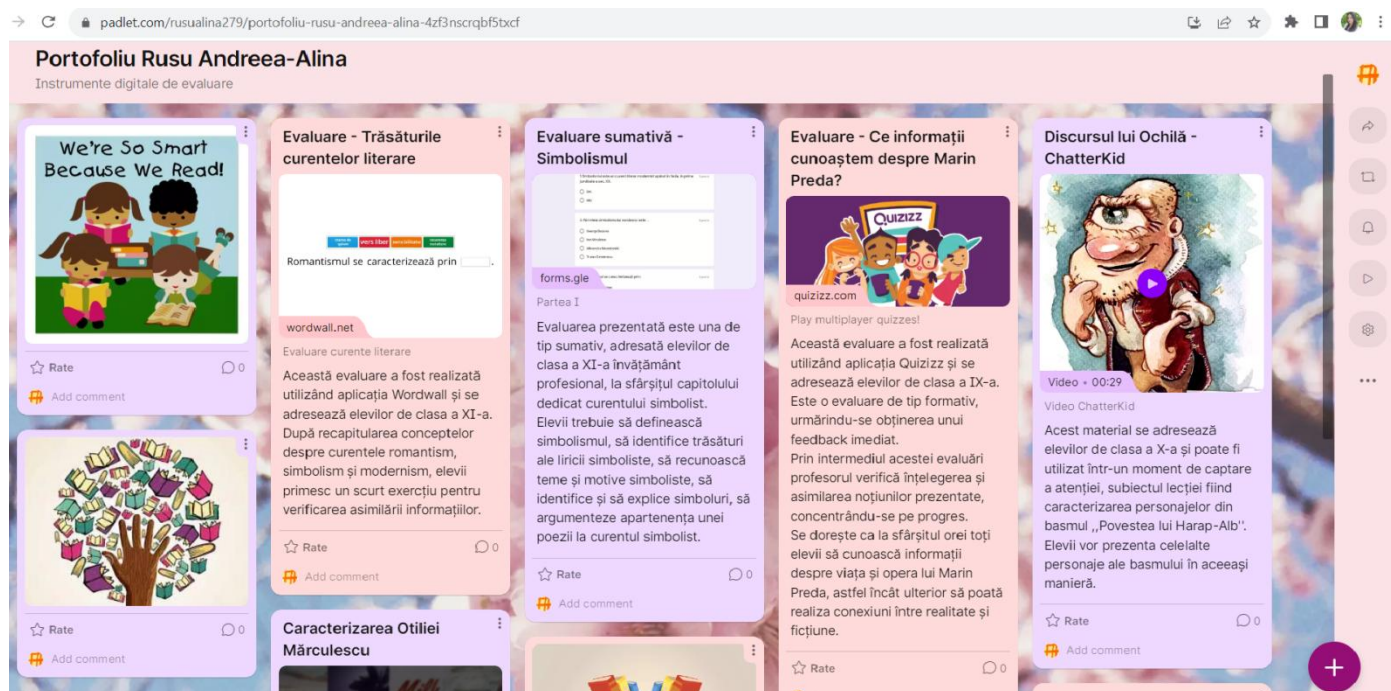 padlet.com/rusualina279/portofoliu-rusu-andreea-alina-4zf3nscrqbf5txcf
Portofoliu Rusu Andreea-Alina
Instrumente digitale de evaluare
We're So Smart
Because We Read!
Rate
0
Add comment
Rate
0
Add comment
Evaluare - Trăsăturile
curentelor literare
vers liber
Romantismul se caracterizează prin
.
wordwall.net
Evaluare curente literare
Această evaluare a fost realizată
utilizând aplicația Wordwall și se
adresează elevilor de clasa a XI-a.
După recapitularea conceptelor
despre curentele romantism,
simbolism și modernism, elevii
primesc un scurt exercțiu pentru
verificarea asimilării informațiilor.
Rate
0
Add comment
Caracterizarea Otiliei
Mărculescu
Evaluare sumativă -
Simbolismul
forms.gle
Partea I
Evaluarea prezentată este una de
tip sumativ, adresată elevilor de
clasa a XI-a învățământ
profesional, la sfârșitul capitolului
dedicat curentului simbolist.
Elevii trebuie să definească
simbolismul, să identifice trăsături
ale liricii simboliste, să recunoască
teme și motive simboliste, să
identifice și să explice simboluri, să
argumenteze apartenența unei
poezii la curentul simbolist.
Rate
0
Add comment
Evaluare - Ce informații
cunoaștem despre Marin
Preda?
QUIZIZZ
quizizz.com
Play multiplayer quizzes!
Această evaluare a fost realizată
utilizând aplicația Quizizz și se
adresează elevilor de clasa a IX-a.
Este o evaluare de tip formativ,
urmărindu-se obținerea unui
feedback imediat.
Prin intermediul acestei evaluări
profesorul verifică înțelegerea și
asimilarea noțiunilor prezentate,
concentrându-se pe progres.
Se dorește ca la sfârșitul orei toți
elevii să cunoască informații
despre viața și opera lui Marin
Preda, astfel încât ulterior să poată
realiza conexiuni între realitate și
ficțiune.
Rate
0
Discursul lui Ochilă -
ChatterKid
Video • 00:29
Video ChatterKid
Acest material se adresează
elevilor de clasa a X-a și poate fi
utilizat într-un moment de captare
a atenției, subiectul lecției fiind
caracterizarea personajelor din
basmul ,,Povestea lui Harap-Alb''.
Elevii vor prezenta celelalte
personaje ale basmului în aceeași
manieră.
Rate
0
Add comment